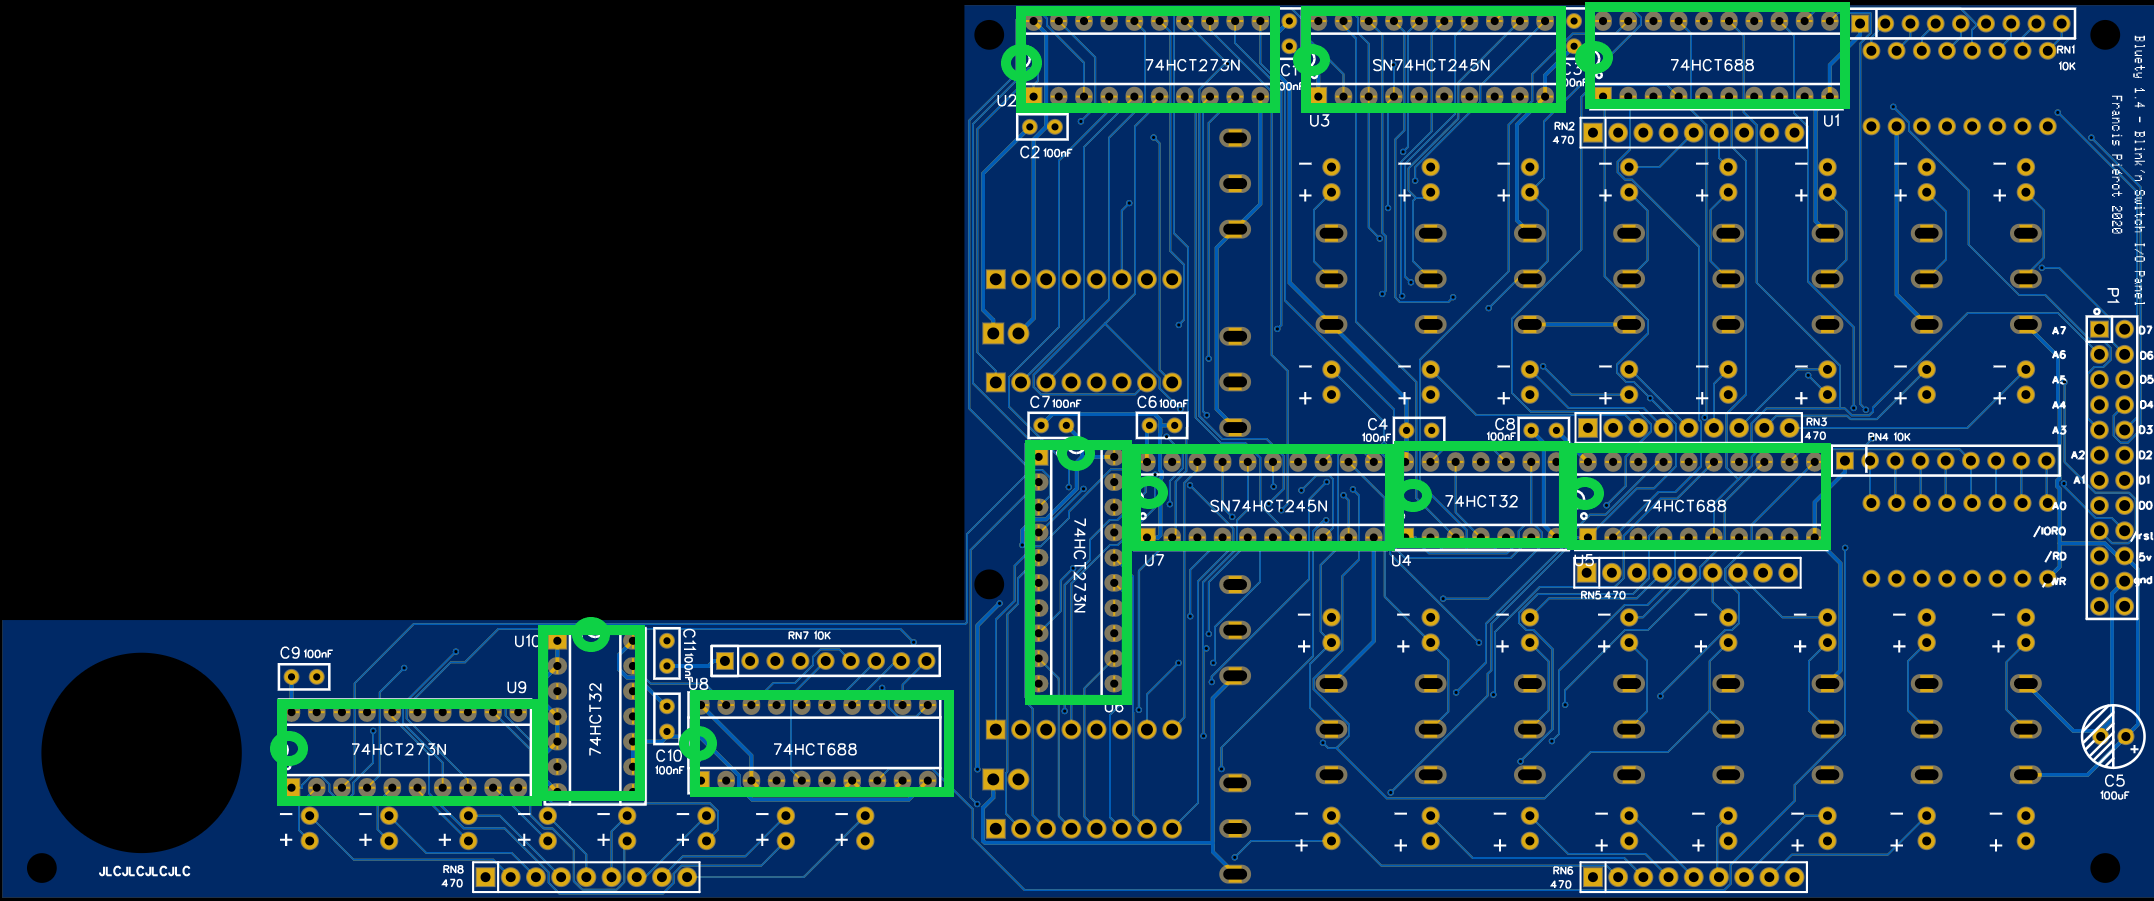 74HCT273N
SN74HCT245N
74HCT688
U2
U3
U1
RN1
10K
C1
C3
C2 100nF
RN2
470
Bluety 1.4 - Blink'n Switch I/O Panel
Francis Piérot 2020
P1
A7
D7
A6
D6
A5
D5
A4
D4
A3
D3
A2
D2
A1
D1
A0
D0
/IORQ
/rst
/RD
5v
/WR
gnd
C7 100nF
C6 100nF
C4
100nF
C8
100nF
RN3
470
RN4 10K
74HCT273N
SN74HCT245N
74HCT32
74HCT688
U7
U4
U5
U6
RN5 470
C9 100nF
U10
C11 100nF
RN7 10K
U9
U8
74HCT273N
74HCT32
74HCT688
C10
100nF
C5
100uF
JLCJLCJLCJLC
RN8
470
RN6
470
- + - + - + - + - + - + - + - +